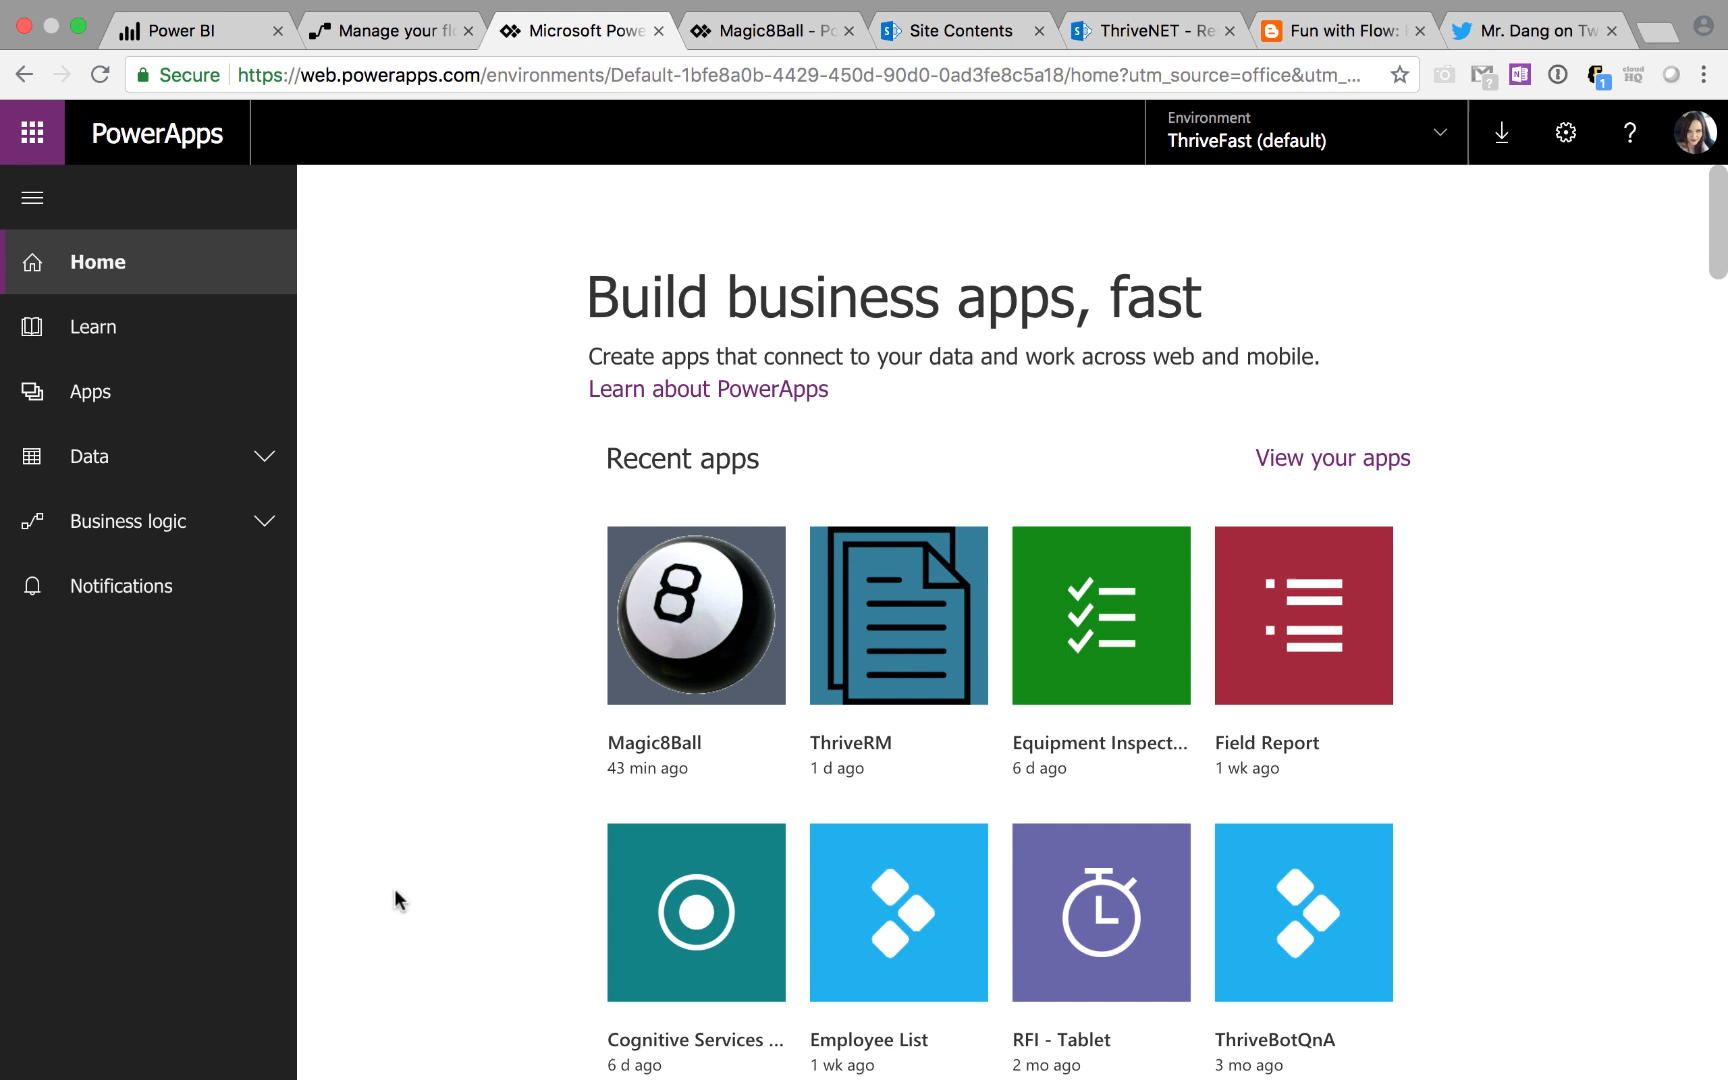 Power BI
Manage your fl
Microsoft Powe
Magic8Ball - Po
Site Contents
ThriveNET - Re
Fun with Flow:
Mr. Dang on Tw
Secure
https://web.powerapps.com/environments/Default-1bfe8a0b-4429-450d-90d0-0ad3fe8c5a18/home?utm_source=office&utm_...
1
cloud
HQ
PowerApps
Environment
ThriveFast (default)
?
Home
Learn
Apps
Data
Business logic
Notifications
Build business apps, fast
Create apps that connect to your data and work across web and mobile.
Learn about PowerApps
Recent apps
View your apps
8
Magic8Ball
43 min ago
ThriveRM
1 d ago
Equipment Inspect...
6 d ago
Field Report
1 wk ago
Cognitive Services ...
6 d ago
Employee List
1 wk ago
RFI - Tablet
2 mo ago
ThriveBotQnA
3 mo ago